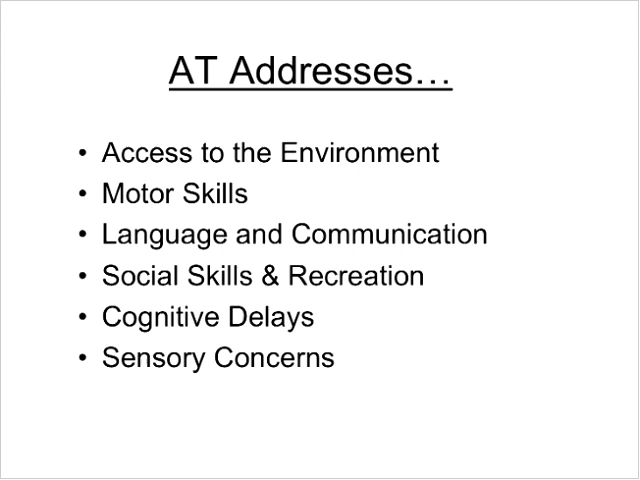 AT Addresses…
• Access to the Environment
• Motor Skills
• Language and Communication
• Social Skills & Recreation
• Cognitive Delays
• Sensory Concerns